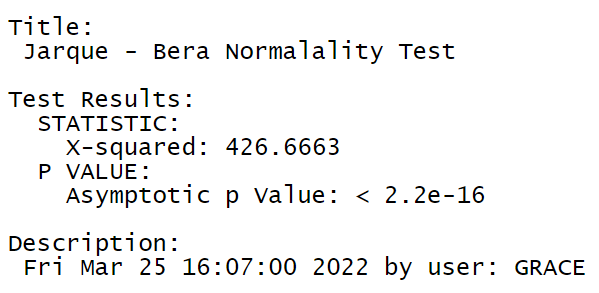 Title:
Jarque - Bera Normalality Test
Test Results:
STATISTIC:
X-squared: 426.6663
P VALUE:
Asymptotic p Value: < 2.2e-16
Description:
Fri Mar 25 16:07:00 2022 by user: GRACE